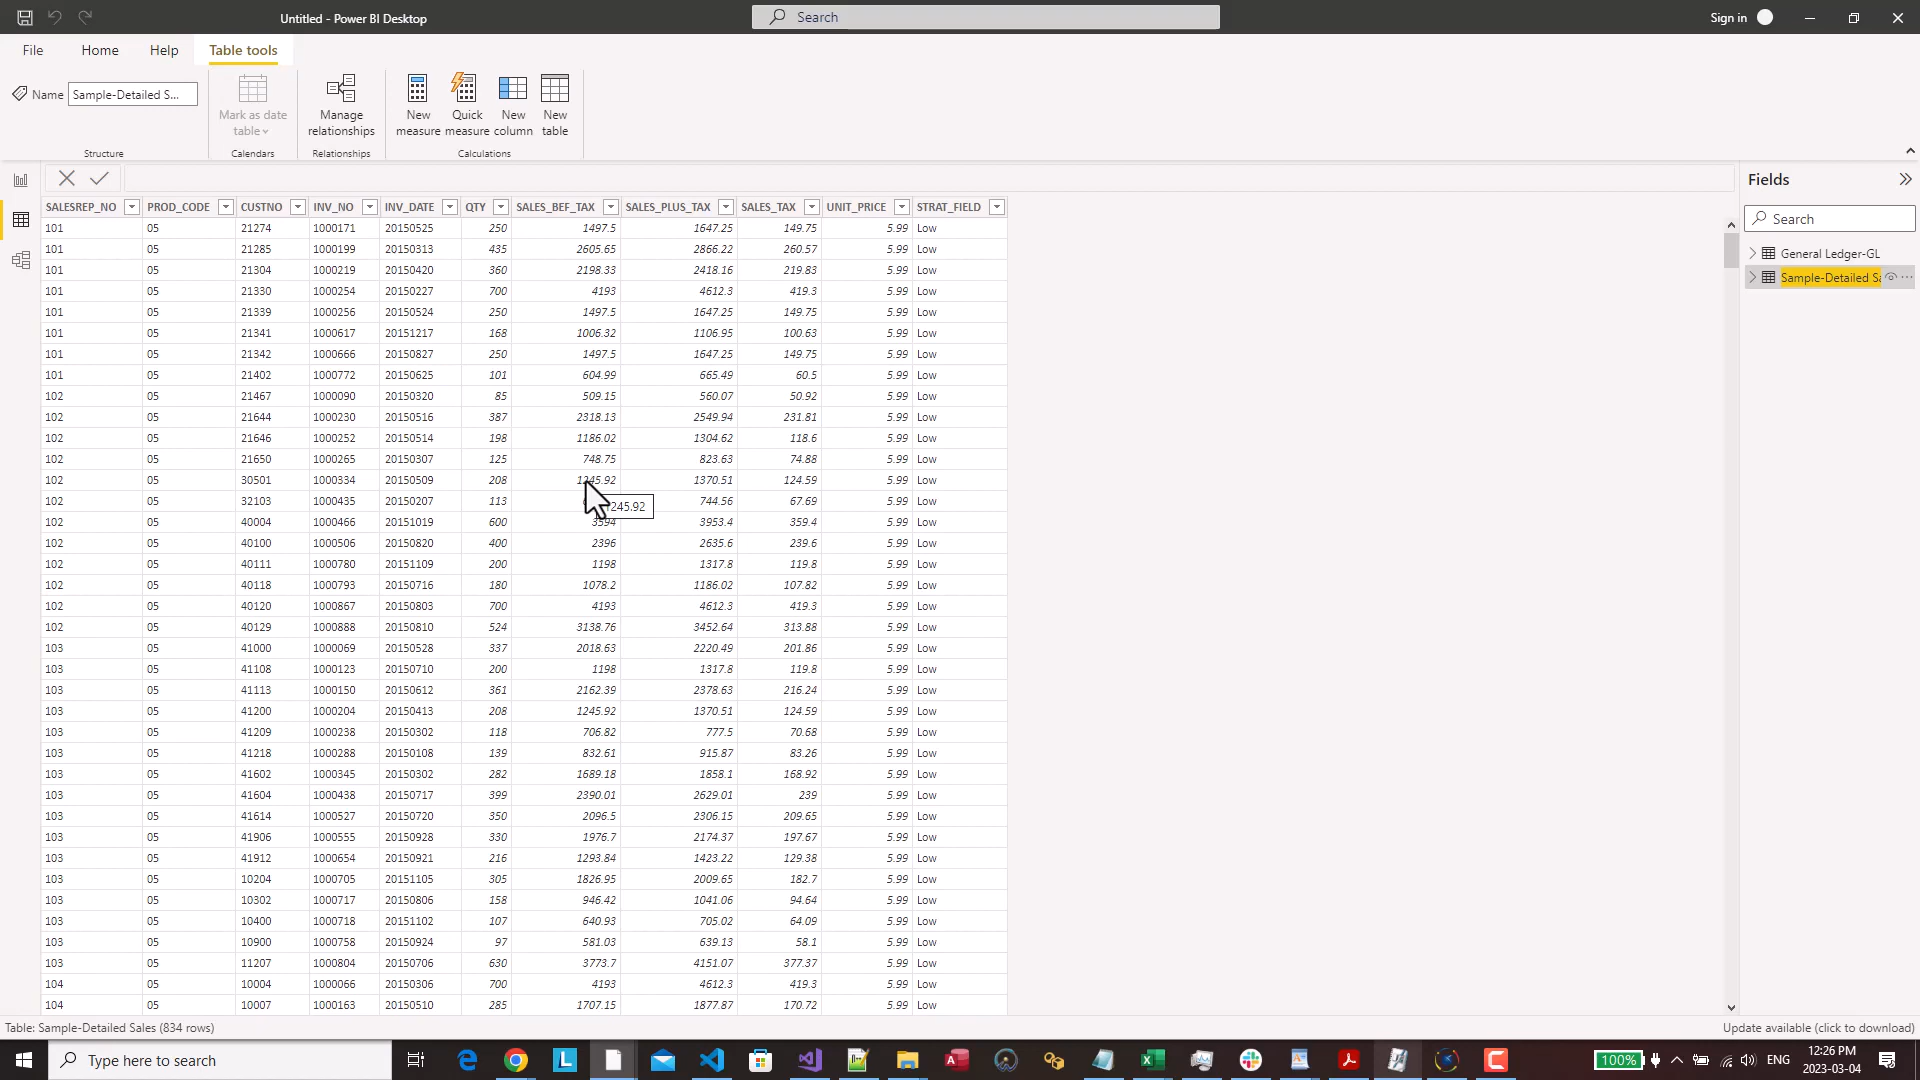 Untitled - Power BI Desktop
Search
Sign in
File Home Help Table tools
Name Sample-Detailed S...
Mark as date table
Manage relationships
New measure
Quick measure
New column
New table
Structure Calendars Relationships Calculations
Fields
Search
General Ledger-GL
Sample-Detailed Sa
SALESREP_NO PROD_CODE CUSTNO INV_NO INV_DATE QTY SALES_BEF_TAX SALES_PLUS_TAX SALES_TAX UNIT_PRICE STRAT_FIELD
101 05 21274 1000171 20150525 250 1497.5 1647.25 149.75 5.99 Low
101 05 21285 1000199 20150313 435 2605.65 2866.22 260.57 5.99 Low
101 05 21304 1000219 20150420 360 2198.33 2418.16 219.83 5.99 Low
101 05 21330 1000254 20150227 700 4193 4612.3 419.3 5.99 Low
101 05 21339 1000256 20150524 250 1497.5 1647.25 149.75 5.99 Low
101 05 21341 1000617 20151217 168 1006.32 1106.95 100.63 5.99 Low
101 05 21342 1000666 20150827 250 1497.5 1647.25 149.75 5.99 Low
101 05 21402 1000772 20150625 101 604.99 665.49 60.5 5.99 Low
102 05 21467 1000090 20150320 85 509.15 560.07 50.92 5.99 Low
102 05 21644 1000230 20150516 387 2318.13 2549.94 231.81 5.99 Low
102 05 21646 1000252 20150514 198 1186.02 1304.62 118.6 5.99 Low
102 05 21650 1000265 20150307 125 748.75 823.63 74.88 5.99 Low
102 05 30501 1000334 20150509 208 1245.92 1370.51 124.59 5.99 Low
102 05 32103 1000435 20150207 113 744.56 67.69 5.99 Low
102 05 40004 1000466 20151019 600 3594 3953.4 359.4 5.99 Low
102 05 40100 1000506 20150820 400 2396 2635.6 239.6 5.99 Low
102 05 40111 1000780 20151109 200 1198 1317.8 119.8 5.99 Low
102 05 40118 1000793 20150716 180 1078.2 1186.02 107.82 5.99 Low
102 05 40120 1000867 20150803 700 4193 4612.3 419.3 5.99 Low
102 05 40129 1000888 20150810 524 3138.76 3452.64 313.88 5.99 Low
103 05 41000 1000069 20150528 337 2018.63 2220.49 201.86 5.99 Low
103 05 41108 1000123 20150710 200 1198 1317.8 119.8 5.99 Low
103 05 41113 1000150 20150612 361 2162.39 2378.63 216.24 5.99 Low
103 05 41200 1000204 20150413 208 1245.92 1370.51 124.59 5.99 Low
103 05 41209 1000238 20150302 118 706.82 777.5 70.68 5.99 Low
103 05 41218 1000288 20150108 139 832.61 915.87 83.26 5.99 Low
103 05 41602 1000345 20150302 282 1689.18 1858.1 168.92 5.99 Low
103 05 41604 1000438 20150717 399 2390.01 2629.01 239 5.99 Low
103 05 41614 1000527 20150720 350 2096.5 2306.15 209.65 5.99 Low
103 05 41906 1000555 20150928 330 1976.7 2174.37 197.67 5.99 Low
103 05 41912 1000654 20150921 216 1293.84 1423.22 129.38 5.99 Low
103 05 10204 1000705 20151105 305 1826.95 2009.65 182.7 5.99 Low
103 05 10302 1000717 20150806 158 946.42 1041.06 94.64 5.99 Low
103 05 10400 1000718 20151102 107 640.93 705.02 64.09 5.99 Low
103 05 10900 1000758 20150924 97 581.03 639.13 58.1 5.99 Low
103 05 11207 1000804 20150706 630 3773.7 4151.07 377.37 5.99 Low
104 05 10004 1000066 20150306 700 4193 4612.3 419.3 5.99 Low
104 05 10007 1000163 20150510 285 1707.15 1877.87 170.72 5.99 Low
Table: Sample-Detailed Sales (834 rows)
Update available (click to download)
Type here to search
100%
ENG
12:26 PM
2023-03-04